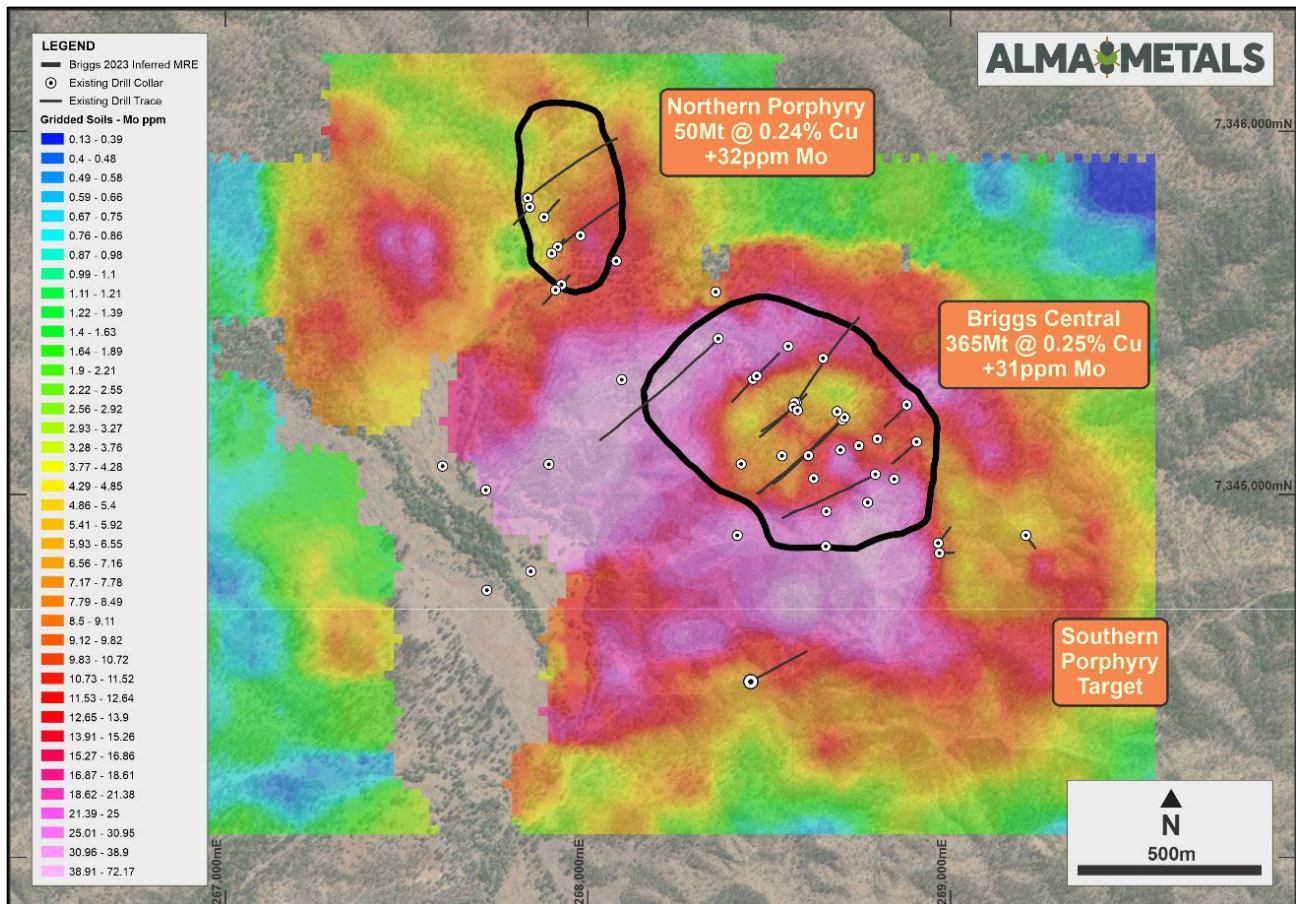 LEGEND
Briggs 2023 Inferred MRE
Existing Drill Collar
Existing Drill Trace
Gridded Soils - Mo ppm
0.13 - 0.39
0.4 - 0.48
0.49 - 0.58
0.59 - 0.66
0.67 - 0.75
0.76 - 0.86
0.87 - 0.98
0.99 - 1.1
1.11 - 1.21
1.22 - 1.39
1.4 - 1.63
1.64 - 1.89
1.9 - 2.21
2.22 - 2.55
2.56 - 2.92
2.93 - 3.27
3.28 - 3.76
3.77 - 4.28
4.29 - 4.85
4.86 - 5.4
5.41 - 5.92
5.93 - 6.55
6.56 - 7.16
7.17 - 7.78
7.79 - 8.49
8.5 - 9.11
9.12 - 9.82
9.83 - 10.72
10.73 - 11.52
11.53 - 12.64
12.65 - 13.9
13.91 - 15.26
15.27 - 16.86
16.87 - 18.61
18.62 - 21.38
21.39 - 25
25.01 - 30.95
30.96 - 38.9
38.91 - 72.17
ALMA METALS
Northern Porphyry
50Mt @ 0.24% Cu
+32ppm Mo
7,346,000mN
Briggs Central
365Mt @ 0.25% Cu
+31ppm Mo
7,345,000mN
Southern
Porphyry
Target
N
500m
267,000mE
268,000mE
269,000mE